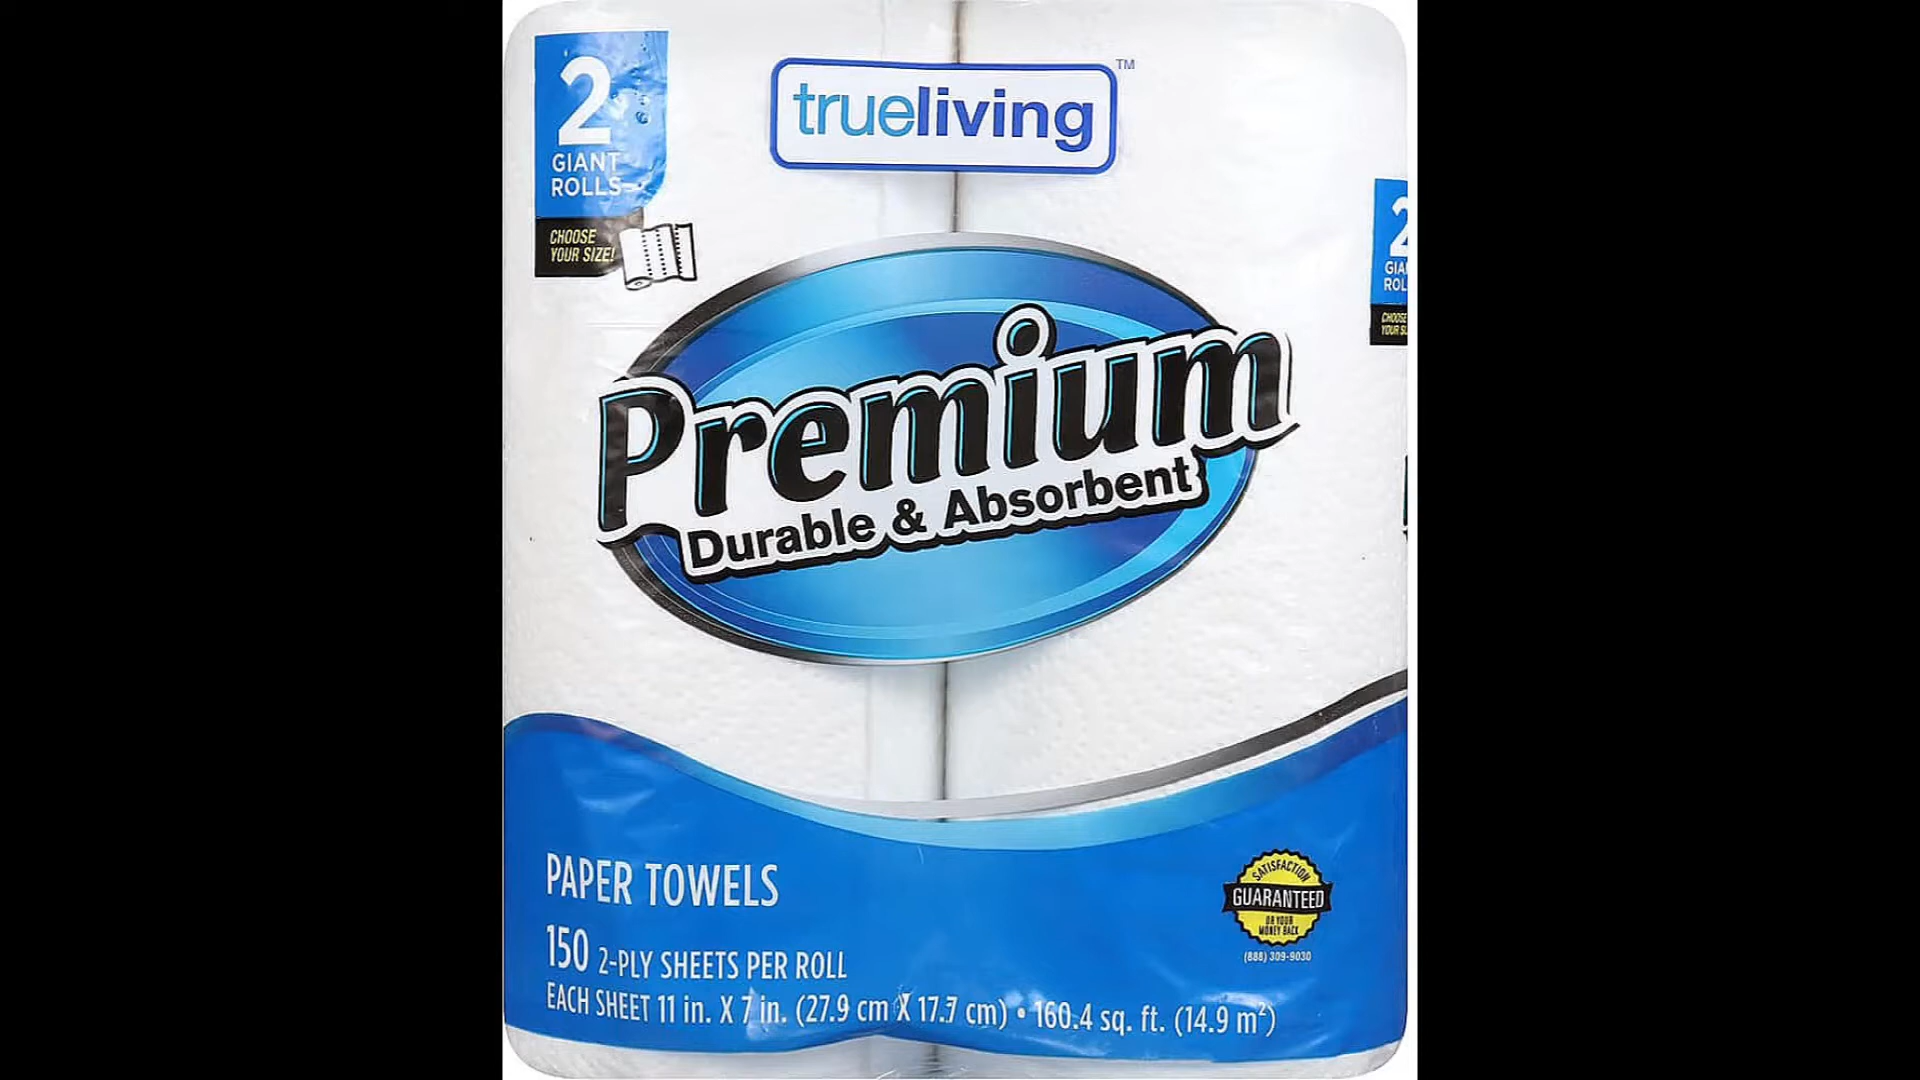 2
GIANT
ROLLS
CHOOSE
YOUR SIZE!
trueliving™
2
Premium
Durable & Absorbent
PAPER TOWELS
150 2-PLY SHEETS PER ROLL
EACH SHEET 11 in. X 7 in. (27.9 cm X 17.7 cm) • 160.4 sq. ft. (14.9 m²)
SATISFACTION
GUARANTEED
OR YOUR
MONEY BACK
(888) 309-9030